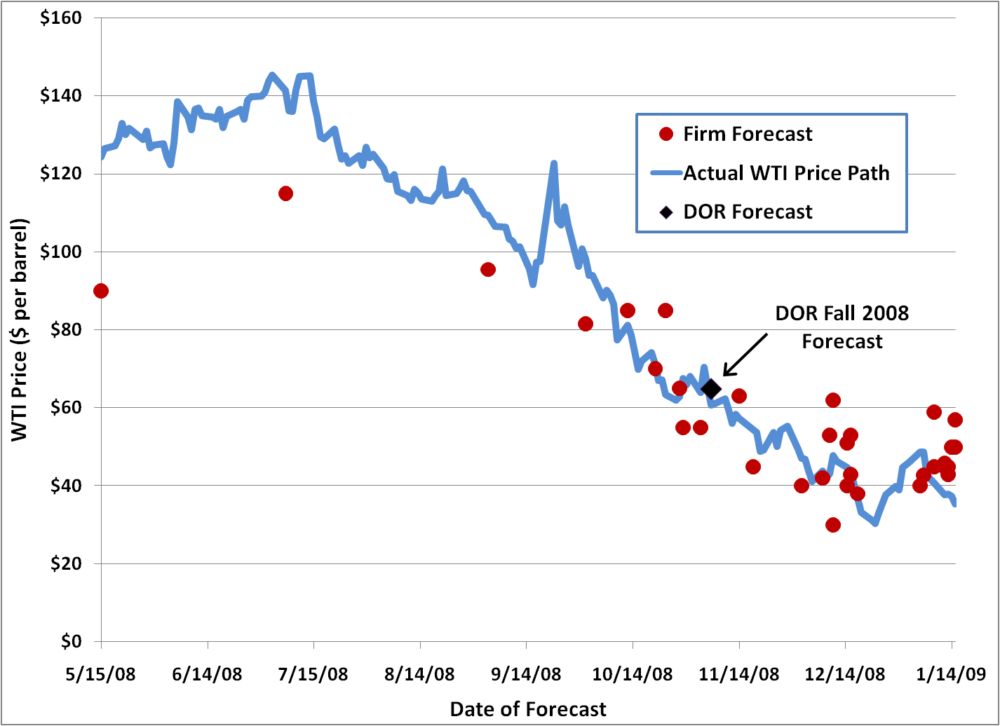 $160
$140
$120
$100
$80
$60
$40
$20
$0
WTI Price ($ per barrel)
Firm Forecast
Actual WTI Price Path
DOR Forecast
DOR Fall 2008
Forecast
5/15/08 6/14/08 7/15/08 8/14/08 9/14/08 10/14/08 11/14/08 12/14/08 1/14/09
Date of Forecast